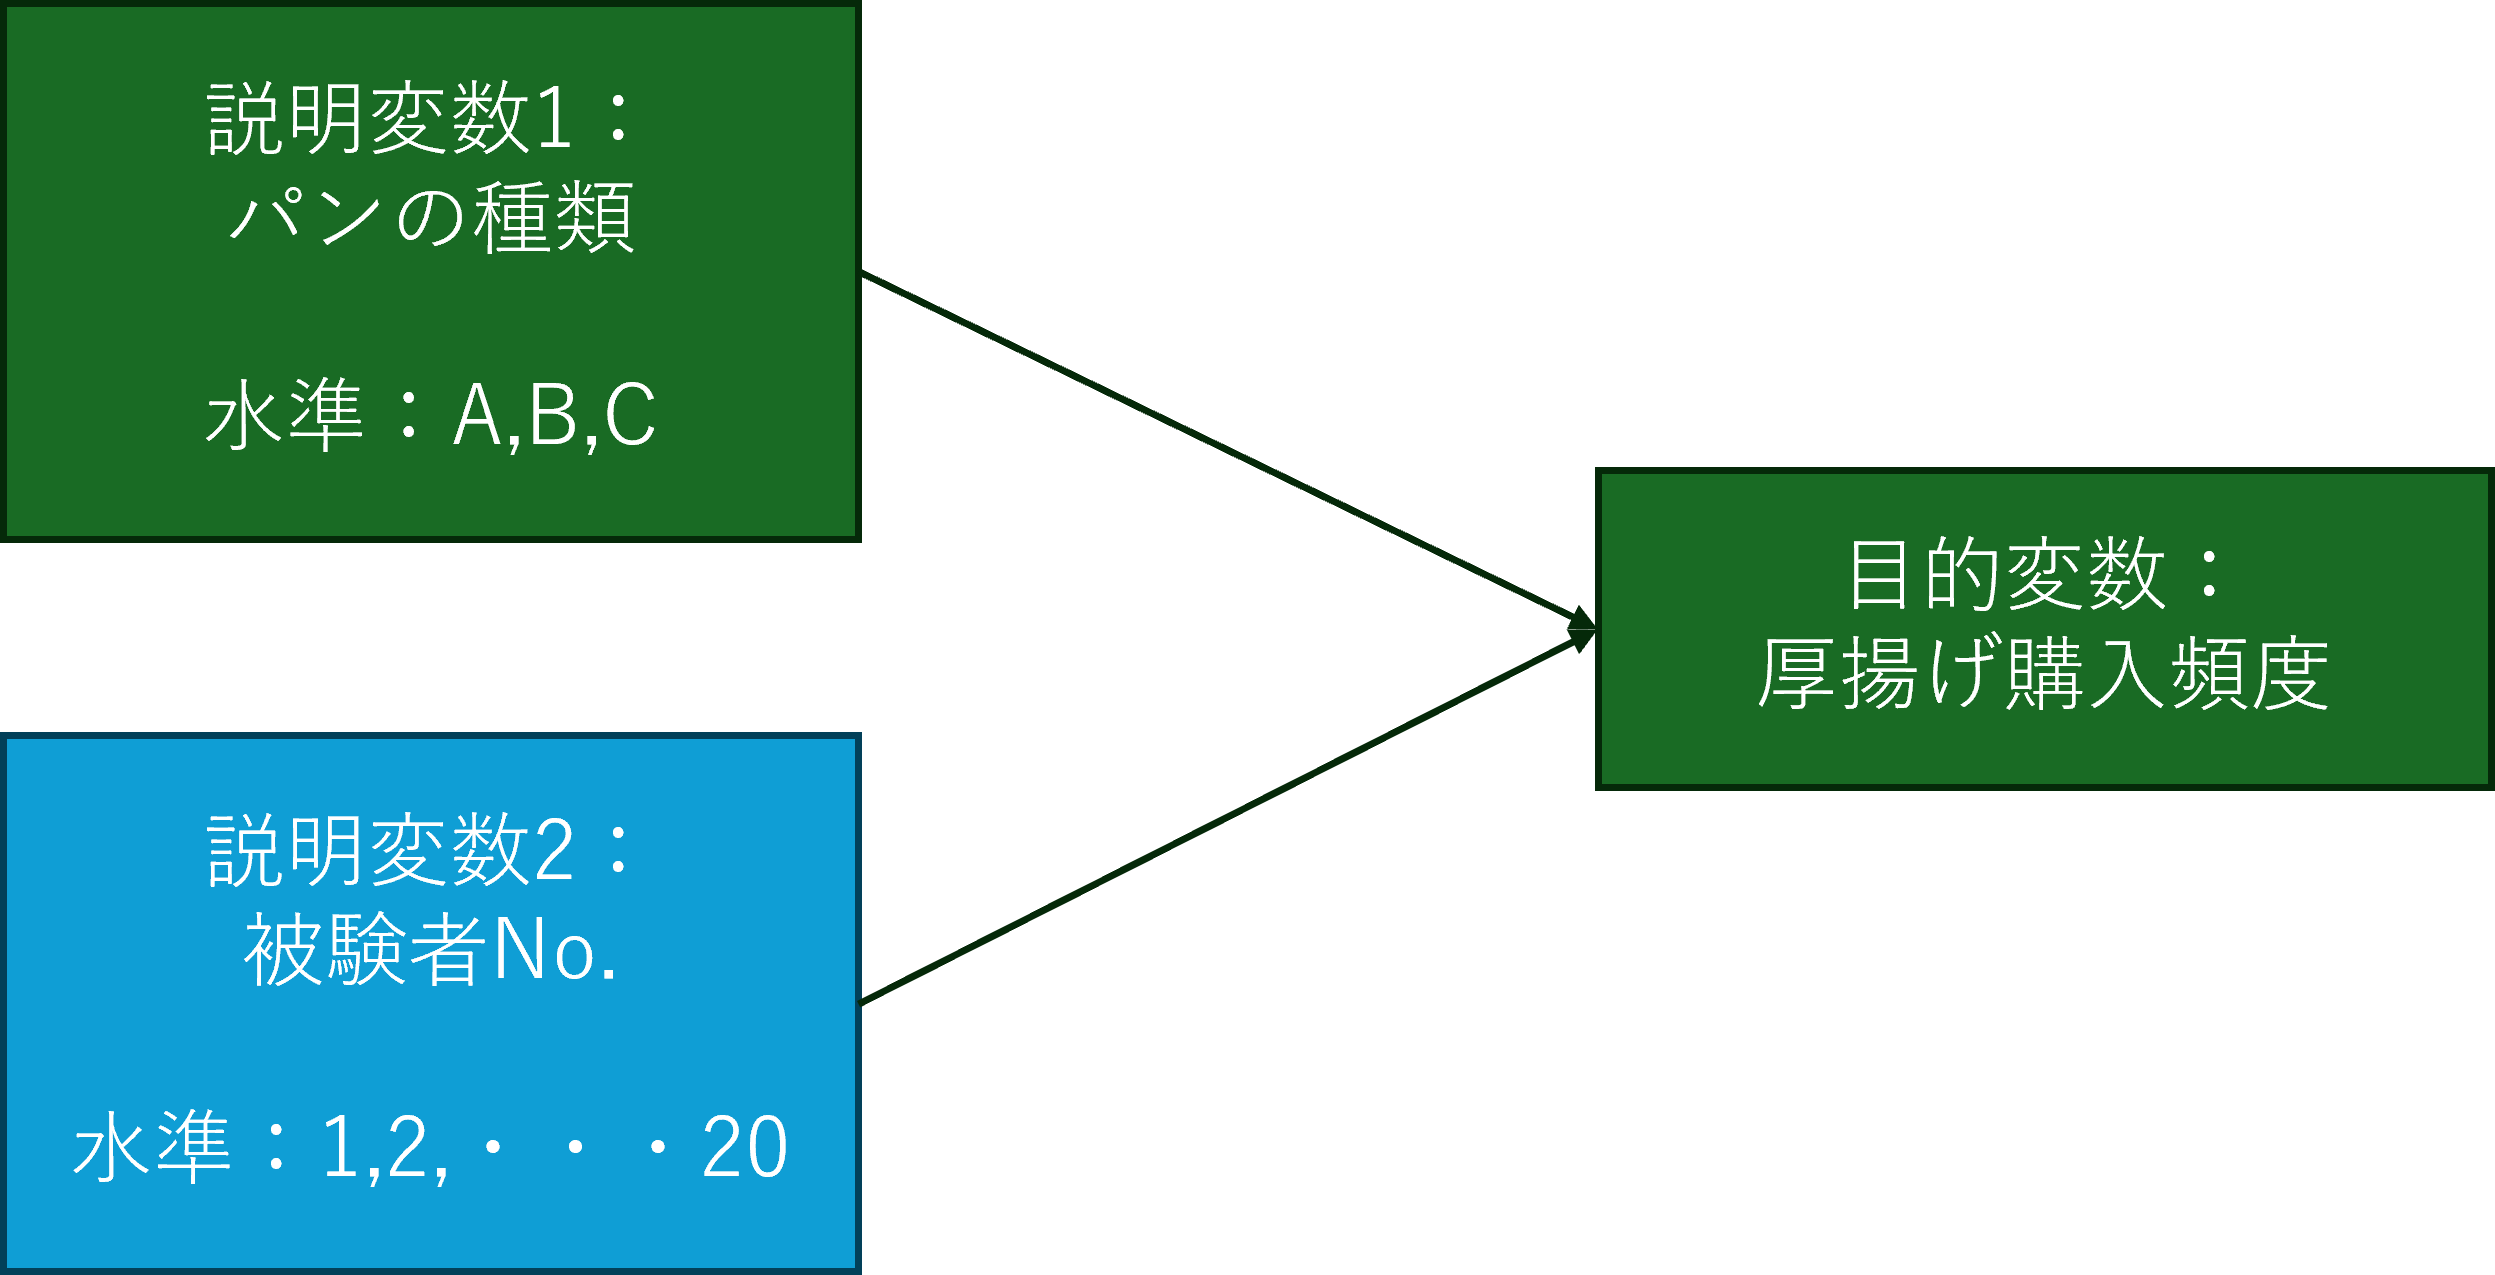 説明変数1：
パンの種類
水準：A,B,C
説明変数2：
被験者No.
水準：1,2,・・・20
目的変数：
厚揚げ購入頻度